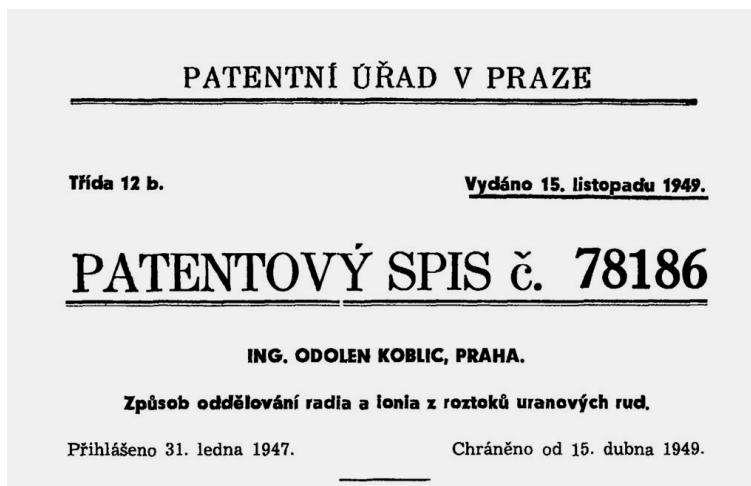 PATENTNÍ ÚŘAD V PRAZE
Třída 12 b.
Vydáno 15. listopadu 1949.
PATENTOVÝ SPIS č. 78186
ING. ODOLEN KOBLIC, PRAHA.
Způsob oddělování radia a ionia z roztoků uranových rud.
Přihlášeno 31. ledna 1947.
Chráněno od 15. dubna 1949.